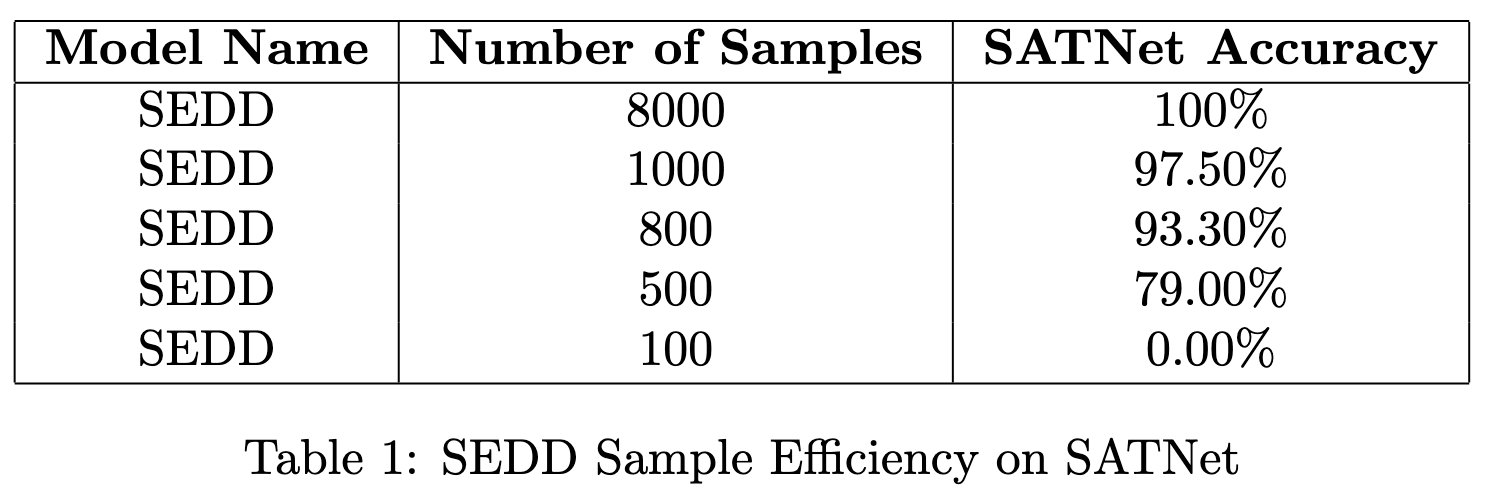 Model Name Number of Samples SATNet Accuracy
SEDD 8000 100%
SEDD 1000 97.50%
SEDD 800 93.30%
SEDD 500 79.00%
SEDD 100 0.00%
Table 1: SEDD Sample Efficiency on SATNet